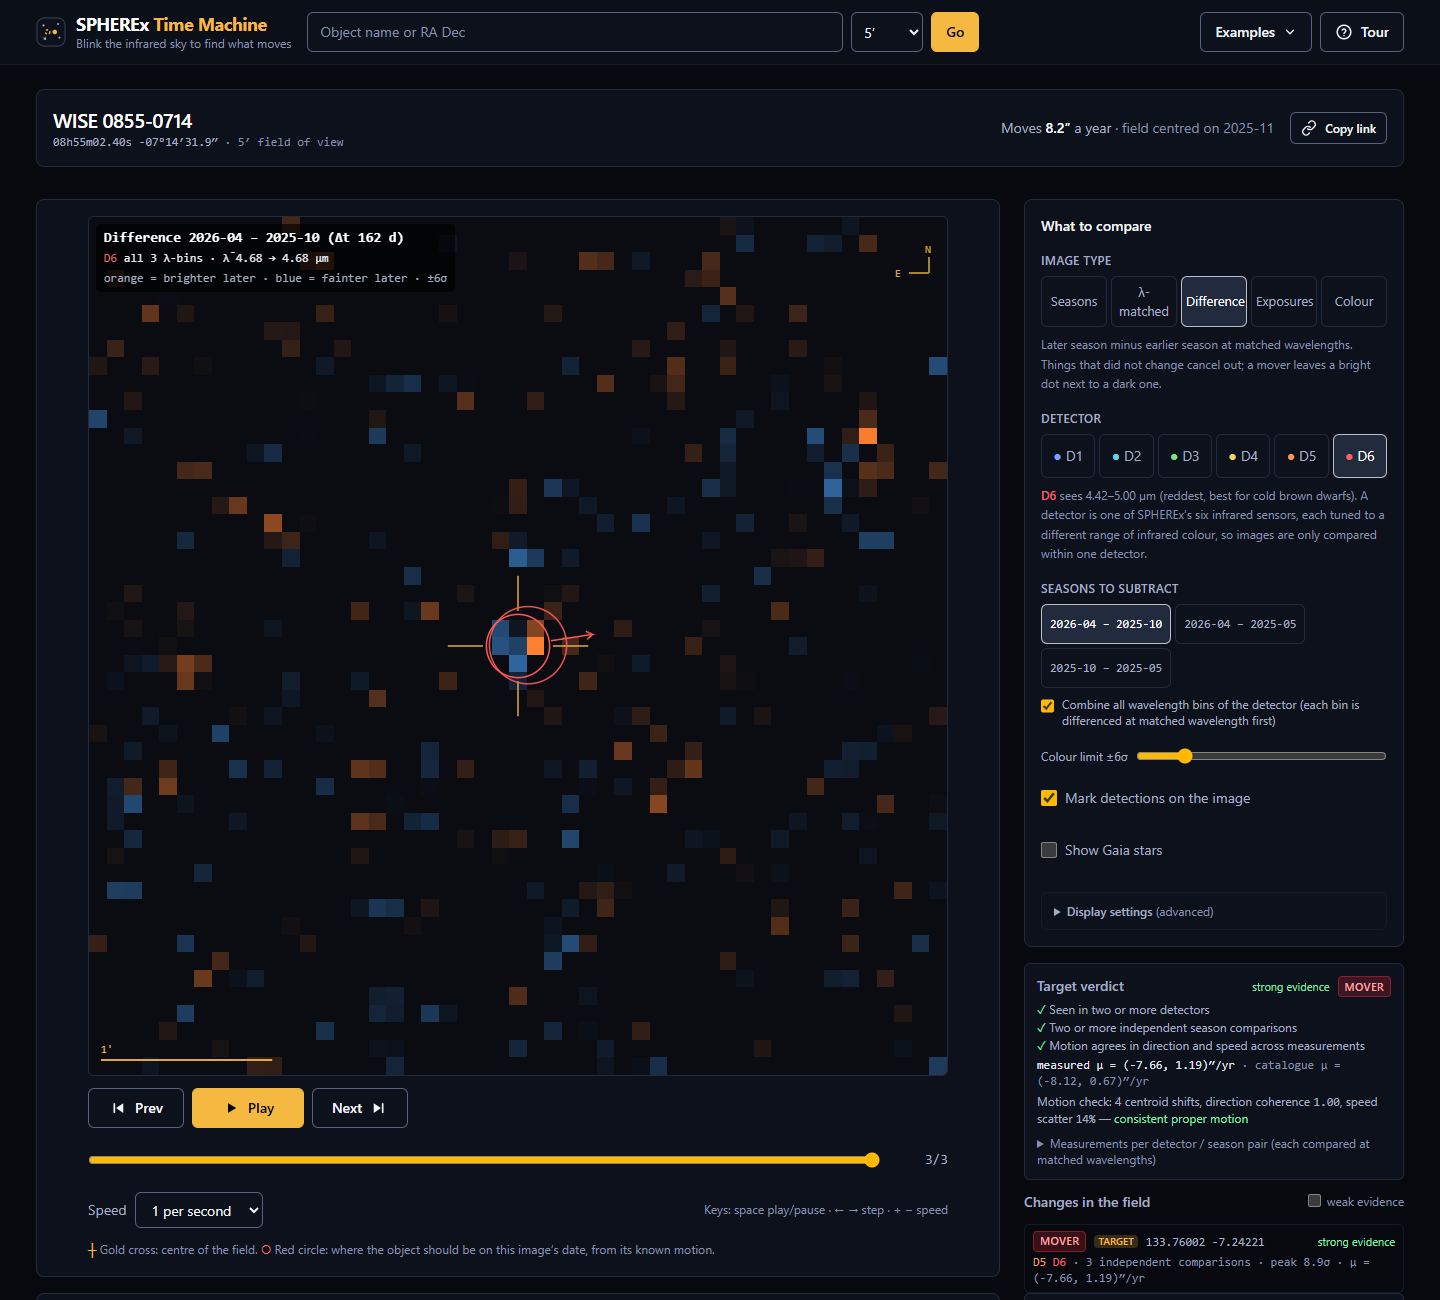 SPHEREx Time Machine
Blink the infrared sky to find what moves
Object name or RA Dec
5′
Go
Examples
Tour
WISE 0855-0714
08h55m02.40s -07°14′31.9″ · 5′ field of view
Moves 8.2″ a year · field centred on 2025-11
Copy link
Difference 2026-04 − 2025-10 (Δt 162 d)
D6 all 3 λ-bins · λ̄ 4.68 → 4.68 µm
orange = brighter later · blue = fainter later · ±6σ
N
E
1'
Prev
Play
Next
3/3
Speed
1 per second
Keys: space play/pause · ← → step · + − speed
Gold cross: centre of the field. Red circle: where the object should be on this image's date, from its known motion.
What to compare
IMAGE TYPE
Seasons
λ-
matched
Difference
Exposures
Colour
Later season minus earlier season at matched wavelengths.
Things that did not change cancel out; a mover leaves a bright
dot next to a dark one.
DETECTOR
D1
D2
D3
D4
D5
D6
D6 sees 4.42–5.00 µm (reddest, best for cold brown dwarfs). A
detector is one of SPHEREx's six infrared sensors, each tuned to a
different range of infrared colour, so images are only compared
within one detector.
SEASONS TO SUBTRACT
2026-04 − 2025-10
2026-04 − 2025-05
2025-10 − 2025-05
Combine all wavelength bins of the detector (each bin is
differenced at matched wavelength first)
Colour limit ±6σ
Mark detections on the image
Show Gaia stars
Display settings (advanced)
Target verdict
strong evidence
MOVER
✓ Seen in two or more detectors
✓ Two or more independent season comparisons
✓ Motion agrees in direction and speed across measurements
measured µ = (-7.66, 1.19)″/yr · catalogue µ =
(-8.12, 0.67)″/yr
Motion check: 4 centroid shifts, direction coherence 1.00, speed
scatter 14% — consistent proper motion
Measurements per detector / season pair (each compared at
matched wavelengths)
Changes in the field
weak evidence
MOVER TARGET 133.76002 -7.24221 strong evidence
D5 D6 · 3 independent comparisons · peak 8.9σ · µ =
(-7.66, 1.19)″/yr